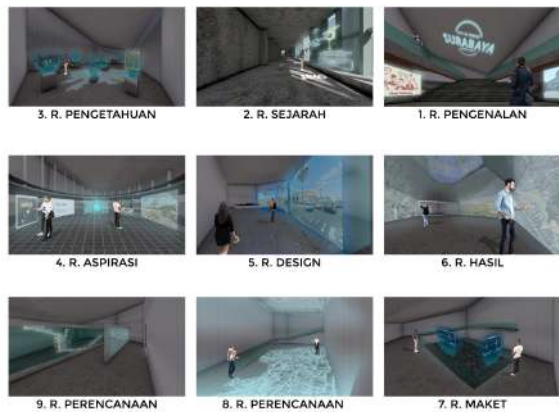 SURABAYA
3. R. PENGETAHUAN
2. R. SEJARAH
1. R. PENGENALAN
4. R. ASPIRASI
5. R. DESIGN
6. R. HASIL
9. R. PERENCANAAN
8. R. PERENCANAAN
7. R. MAKET